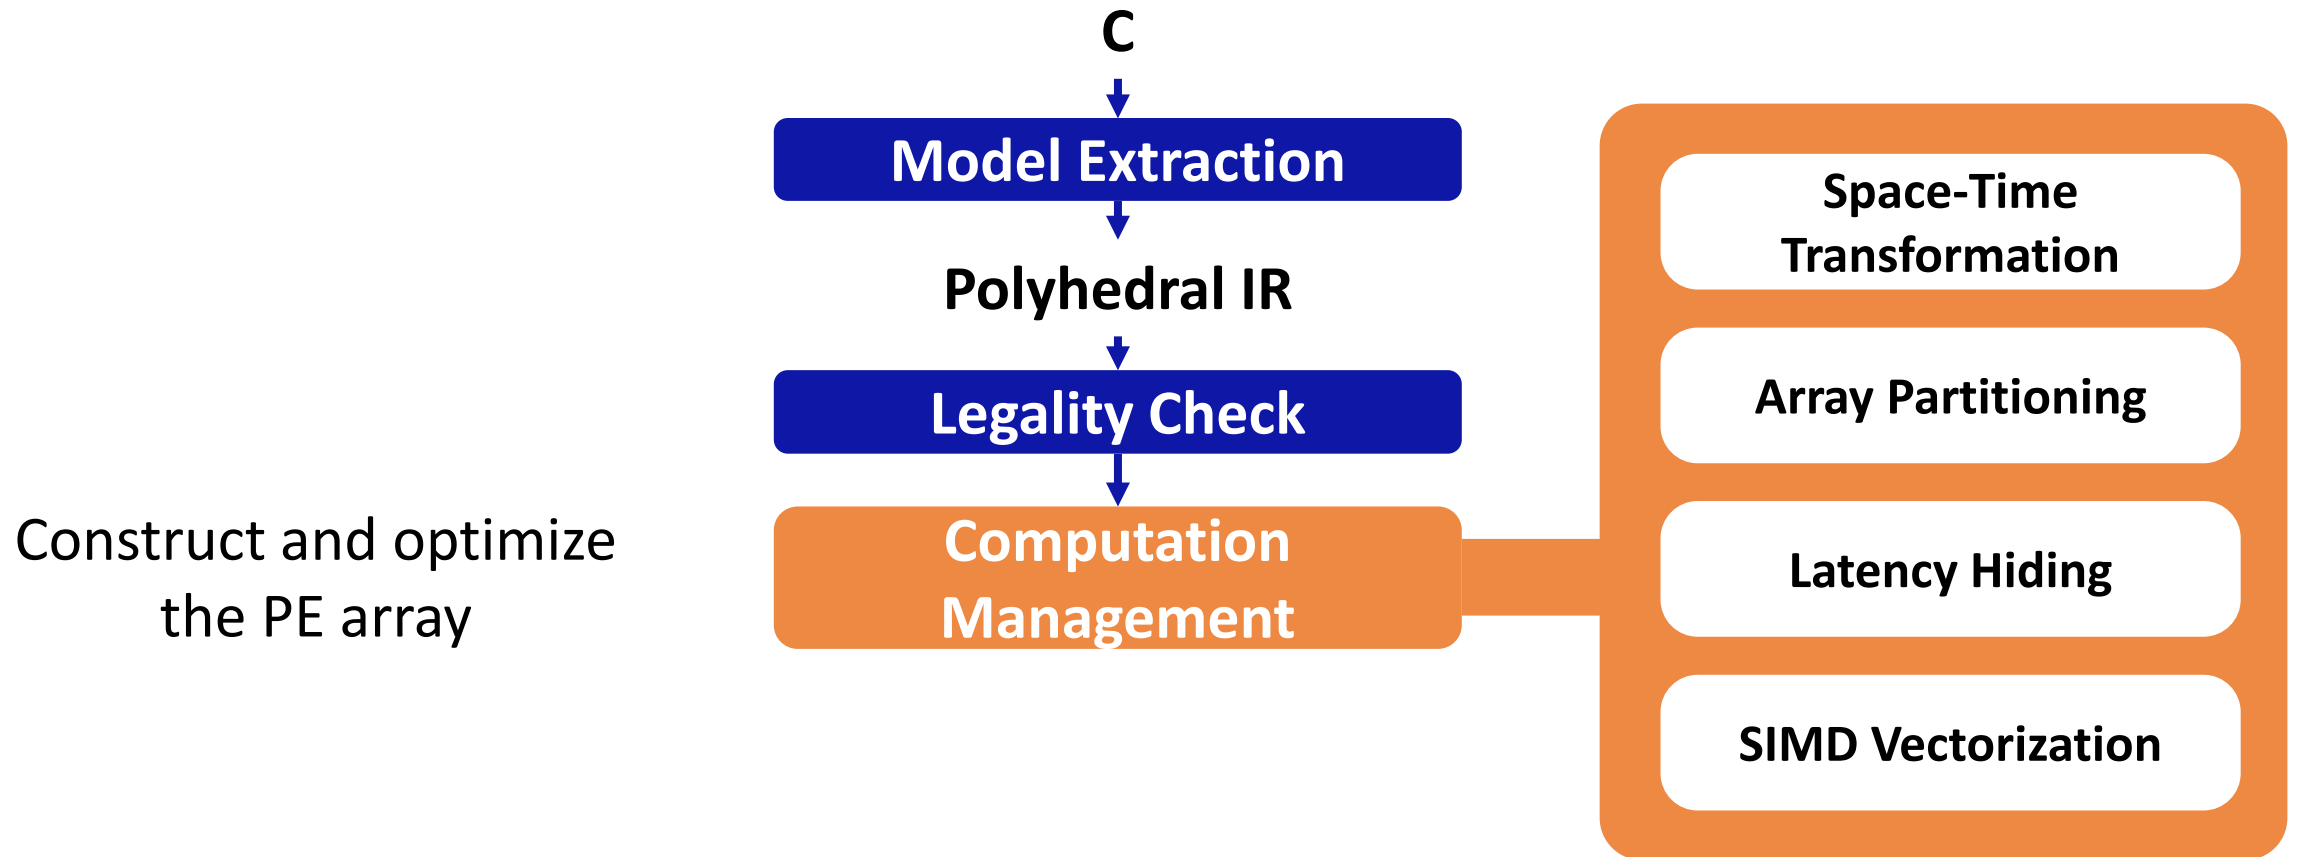 C
Model Extraction
Polyhedral IR
Legality Check
Construct and optimize
the PE array
Computation
Management
Space-Time
Transformation
Array Partitioning
Latency Hiding
SIMD Vectorization